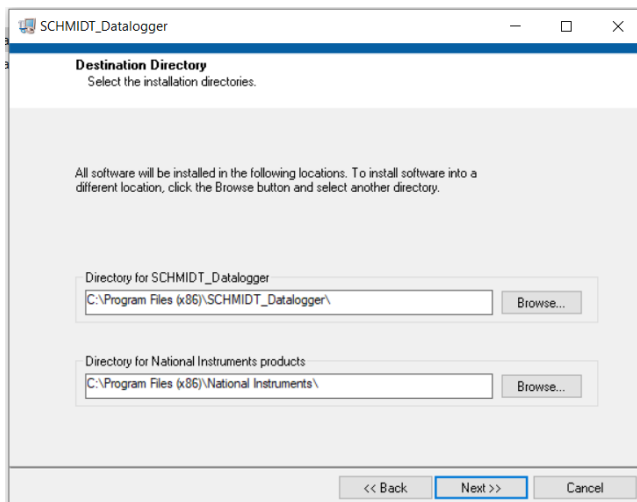 SCHMIDT_Datalogger
Destination Directory
Select the installation directories.
All software will be installed in the following locations. To install software into a
different location, click the Browse button and select another directory.
Directory for SCHMIDT_Datalogger
C:\Program Files (x86)\SCHMIDT_Datalogger\
Browse...
Directory for National Instruments products
C:\Program Files (x86)\National Instruments\
Browse...
<< Back
Next >>
Cancel